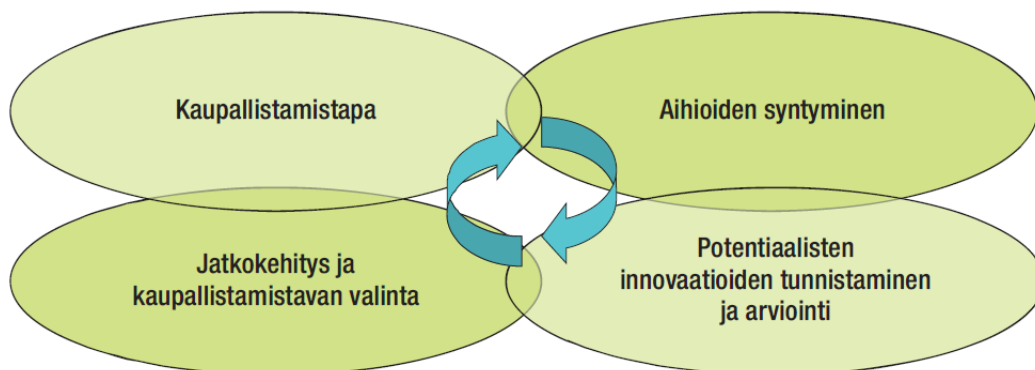 Kaupallistamistapa
Aihioiden syntyminen
Jatkokehitys ja
kaupallistamistavan valinta
Potentiaalisten
innovaatioiden tunnistaminen
ja arviointi